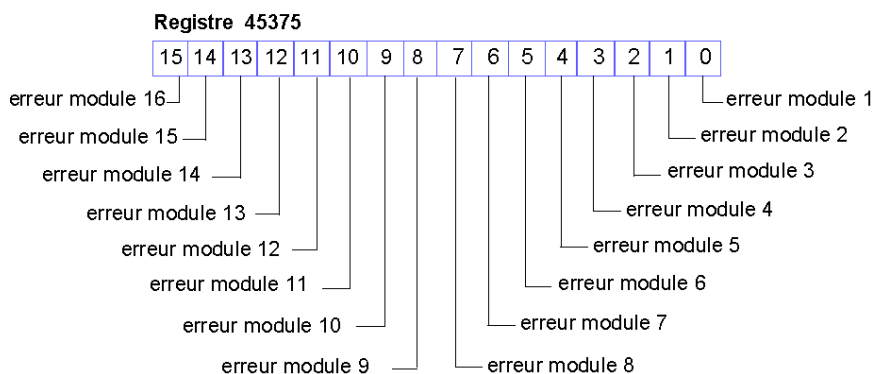 Registre 45375
15 14 13 12 11 10 9 8 7 6 5 4 3 2 1 0
erreur module 16
erreur module 1
erreur module 15
erreur module 2
erreur module 14
erreur module 3
erreur module 13
erreur module 4
erreur module 12
erreur module 5
erreur module 11
erreur module 6
erreur module 10
erreur module 7
erreur module 9
erreur module 8